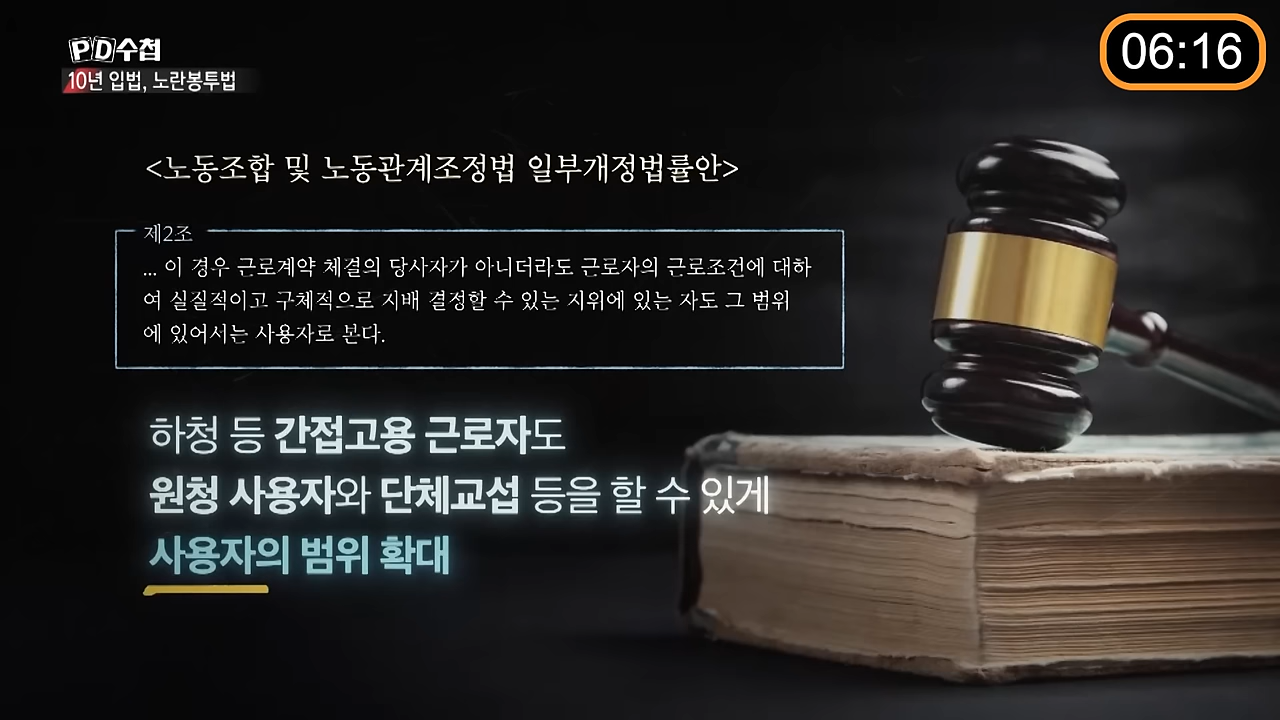 PD수첩
06:16
10년 입법, 노란봉투법
<노동조합 및 노동관계조정법 일부개정법률안>
제2조
... 이 경우 근로계약 체결의 당사자가 아니더라도 근로자의 근로조건에 대하
여 실질적이고 구체적으로 지배 결정할 수 있는 지위에 있는 자도 그 범위
에 있어서는 사용자로 본다.
하청 등 간접고용 근로자도
원청 사용자와 단체교섭 등을 할 수 있게
사용자의 범위 확대